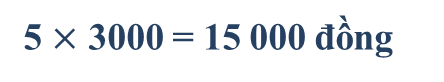 5 × 3000 = 15 000 đồng